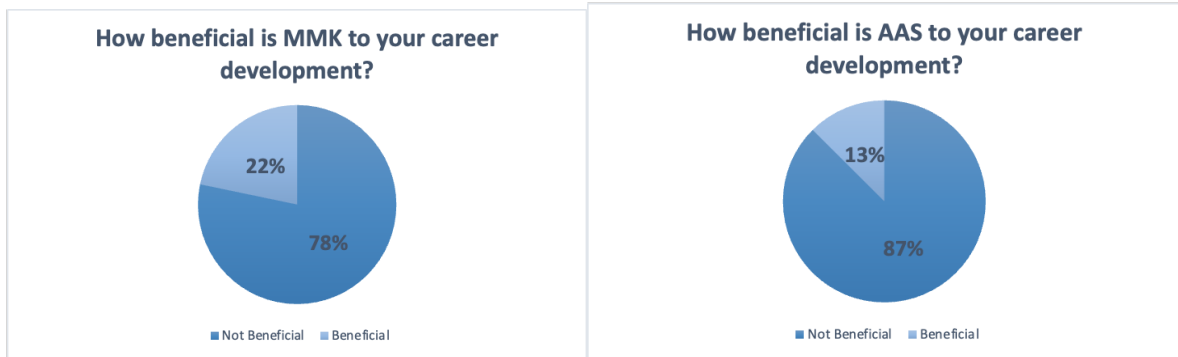 How beneficial is MMK to your career
development?
22%
78%
Not Beneficial Beneficial
How beneficial is AAS to your career
development?
13%
87%
Not Beneficial Beneficial